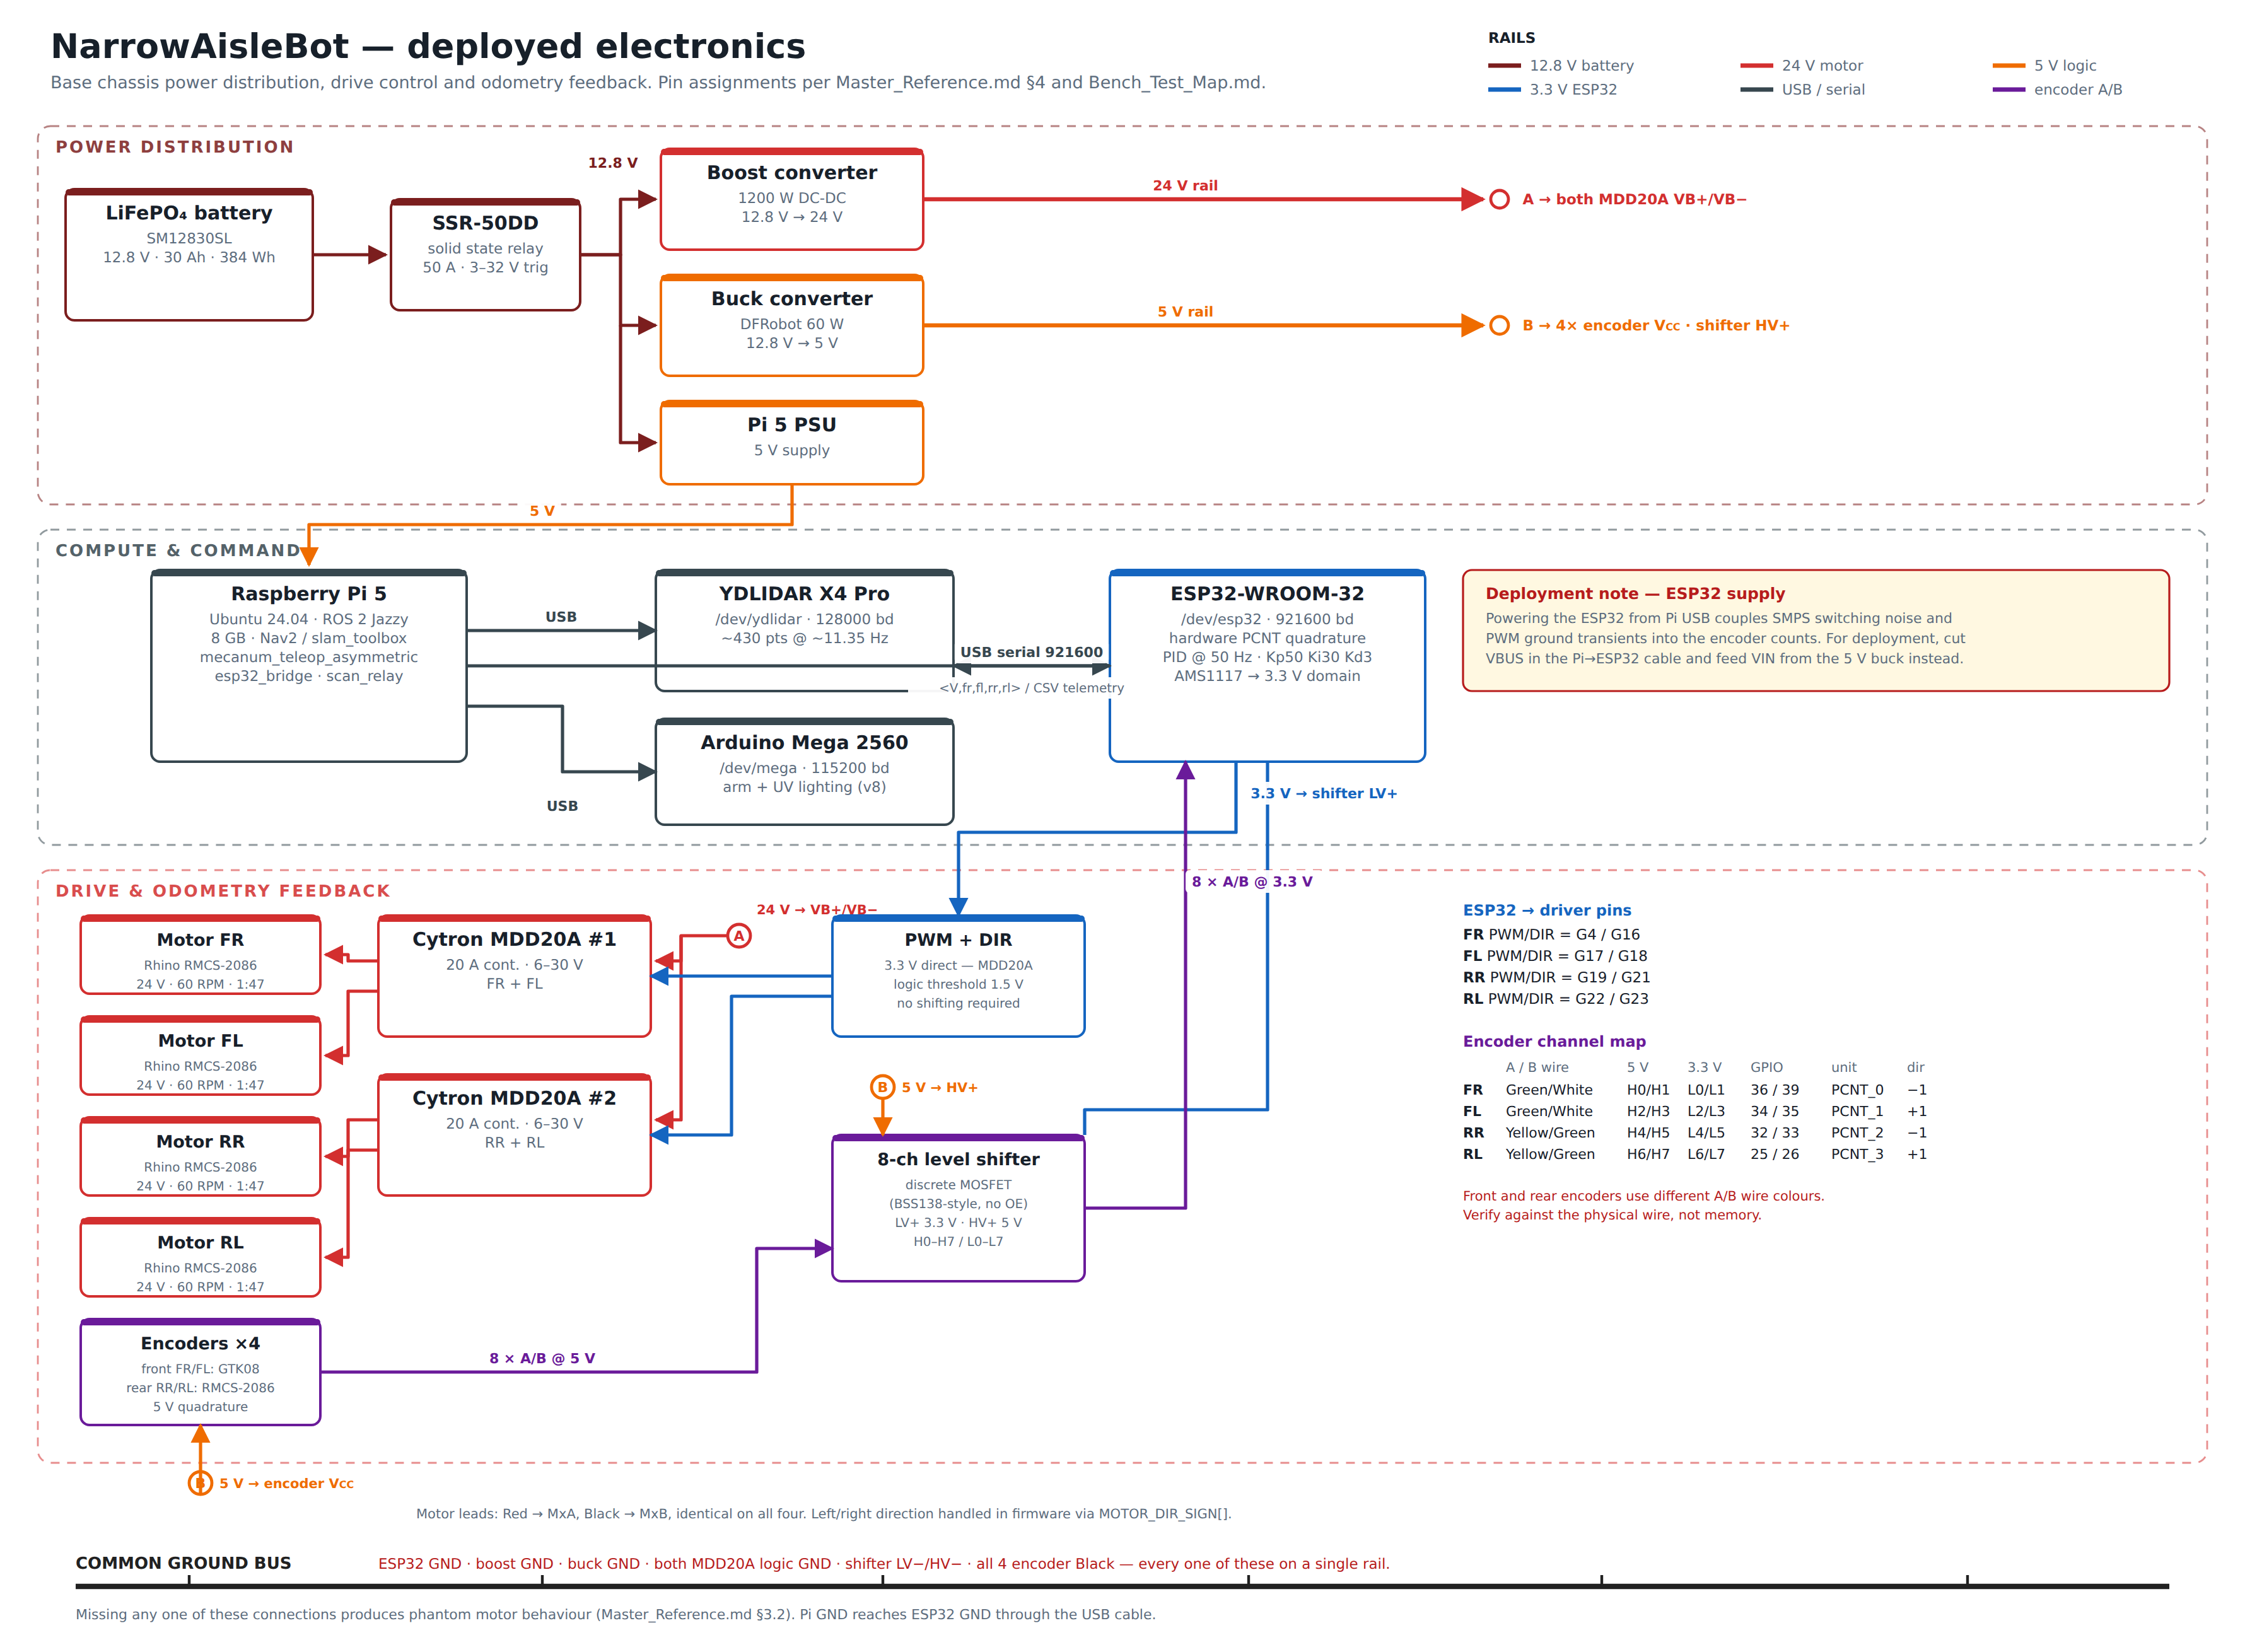 NarrowAisleBot — deployed electronics
Base chassis power distribution, drive control and odometry feedback. Pin assignments per Master_Reference.md §4 and Bench_Test_Map.md.
RAILS
12.8 V battery
24 V motor
5 V logic
3.3 V ESP32
USB / serial
encoder A/B
POWER DISTRIBUTION
LiFePO₄ battery
SM12830SL
12.8 V · 30 Ah · 384 Wh
SSR-50DD
solid state relay
50 A · 3–32 V trig
12.8 V
Boost converter
1200 W DC-DC
12.8 V → 24 V
24 V rail
A → both MDD20A VB+/VB−
Buck converter
DFRobot 60 W
12.8 V → 5 V
5 V rail
B → 4× encoder Vcc · shifter HV+
Pi 5 PSU
5 V supply
5 V
COMPUTE & COMMAND
Raspberry Pi 5
Ubuntu 24.04 · ROS 2 Jazzy
8 GB · Nav2 / slam_toolbox
mecanum_teleop_asymmetric
esp32_bridge · scan_relay
USB
YDLIDAR X4 Pro
/dev/ydlidar · 128000 bd
~430 pts @ ~11.35 Hz
USB serial 921600
<V,fr,fl,rr,rl> / CSV telemetry
USB
Arduino Mega 2560
/dev/mega · 115200 bd
arm + UV lighting (v8)
ESP32-WROOM-32
/dev/esp32 · 921600 bd
hardware PCNT quadrature
PID @ 50 Hz · Kp50 Ki30 Kd3
AMS1117 → 3.3 V domain
Deployment note — ESP32 supply
Powering the ESP32 from Pi USB couples SMPS switching noise and
PWM ground transients into the encoder counts. For deployment, cut
VBUS in the Pi→ESP32 cable and feed VIN from the 5 V buck instead.
3.3 V → shifter LV+
8 × A/B @ 3.3 V
DRIVE & ODOMETRY FEEDBACK
Motor FR
Rhino RMCS-2086
24 V · 60 RPM · 1:47
Motor FL
Rhino RMCS-2086
24 V · 60 RPM · 1:47
Motor RR
Rhino RMCS-2086
24 V · 60 RPM · 1:47
Motor RL
Rhino RMCS-2086
24 V · 60 RPM · 1:47
Encoders ×4
front FR/FL: GTK08
rear RR/RL: RMCS-2086
5 V quadrature
Cytron MDD20A #1
20 A cont. · 6–30 V
FR + FL
Cytron MDD20A #2
20 A cont. · 6–30 V
RR + RL
24 V → VB+/VB−
A
PWM + DIR
3.3 V direct — MDD20A
logic threshold 1.5 V
no shifting required
B 5 V → HV+
8-ch level shifter
discrete MOSFET
(BSS138-style, no OE)
LV+ 3.3 V · HV+ 5 V
H0–H7 / L0–L7
8 × A/B @ 5 V
B 5 V → encoder Vcc
ESP32 → driver pins
FR PWM/DIR = G4 / G16
FL PWM/DIR = G17 / G18
RR PWM/DIR = G19 / G21
RL PWM/DIR = G22 / G23
Encoder channel map
A / B wire 5 V 3.3 V GPIO unit dir
FR Green/White H0/H1 L0/L1 36 / 39 PCNT_0 −1
FL Green/White H2/H3 L2/L3 34 / 35 PCNT_1 +1
RR Yellow/Green H4/H5 L4/L5 32 / 33 PCNT_2 −1
RL Yellow/Green H6/H7 L6/L7 25 / 26 PCNT_3 +1
Front and rear encoders use different A/B wire colours.
Verify against the physical wire, not memory.
Motor leads: Red → MxA, Black → MxB, identical on all four. Left/right direction handled in firmware via MOTOR_DIR_SIGN[].
COMMON GROUND BUS
ESP32 GND · boost GND · buck GND · both MDD20A logic GND · shifter LV−/HV− · all 4 encoder Black — every one of these on a single rail.
Missing any one of these connections produces phantom motor behaviour (Master_Reference.md §3.2). Pi GND reaches ESP32 GND through the USB cable.